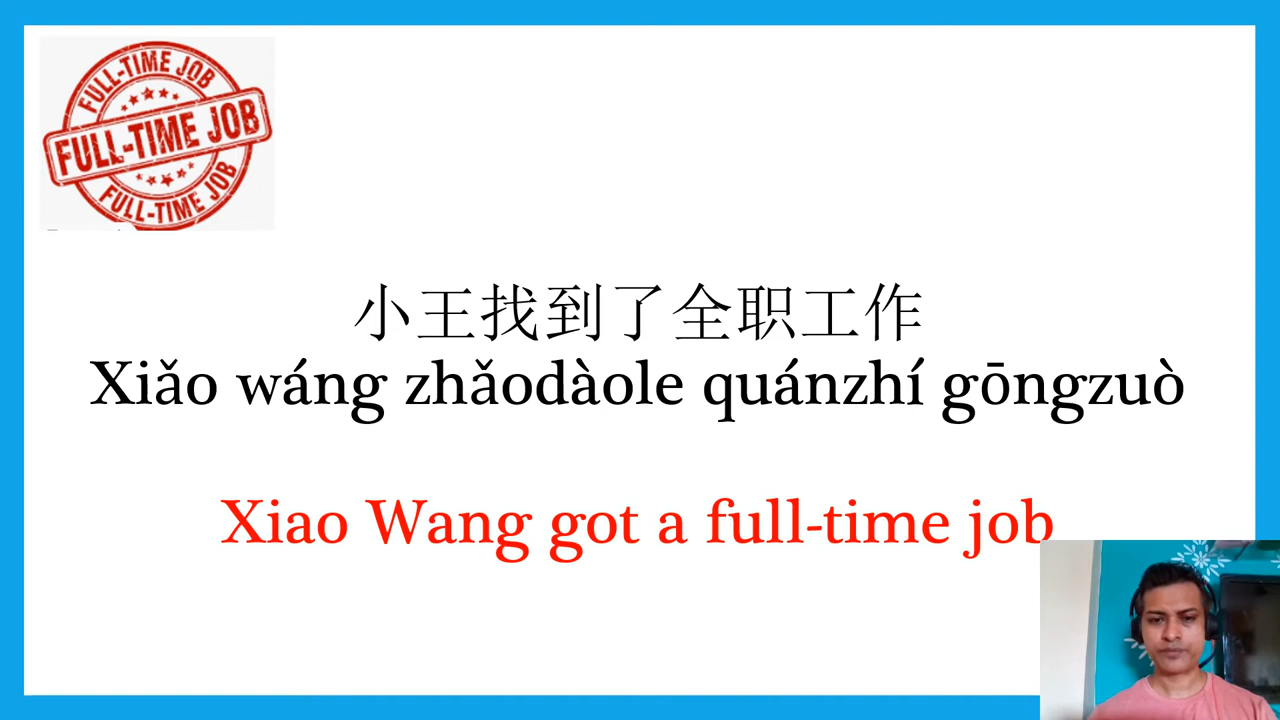 FULL-TIME JOB
FULL-TIME JOB
FULL-TIME JOB
小王找到了全职工作
Xiǎo wáng zhǎodàole quánzhí gōngzuò
Xiao Wang got a full-time job